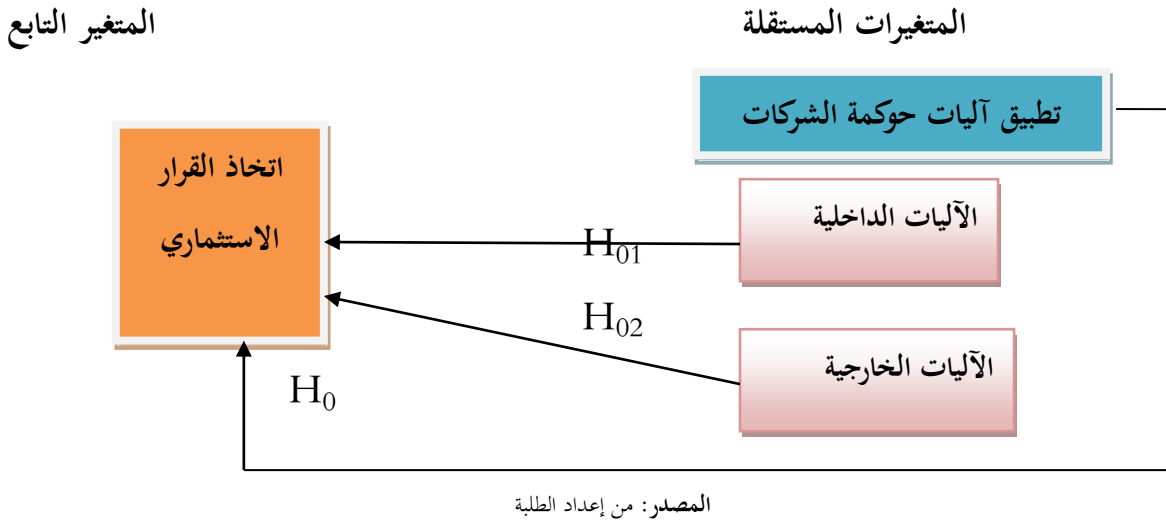 المتغيرات المستقلة
المتغير التابع
تطبيق آليات حوكمة الشركات
اتخاذ القرار
الاستثماري
الآليات الداخلية
H01
H02
الآليات الخارجية
H0
المصدر: من إعداد الطلبة